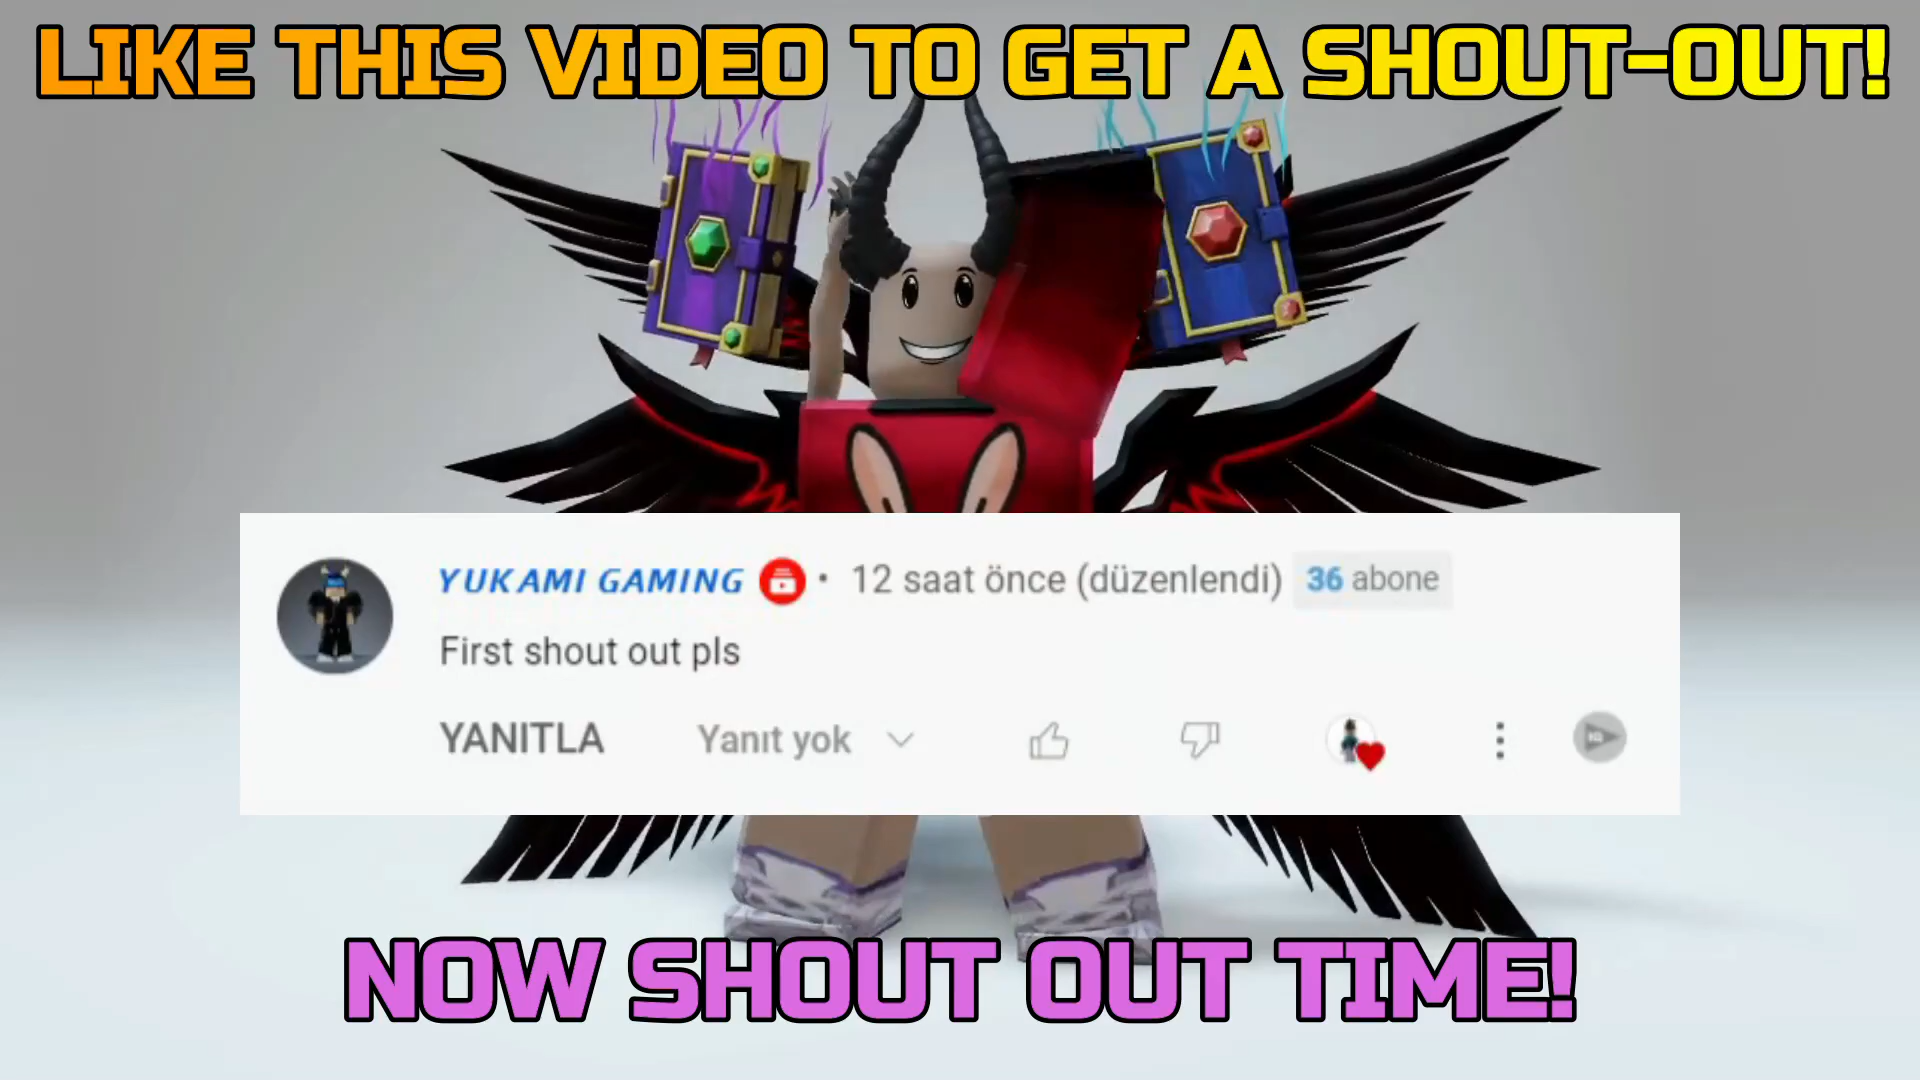 LIKE THIS VIDEO TO GET A SHOUT-OUT!
YUKAMI GAMING • 12 saat önce (düzenlendi) 36 abone
First shout out pls
YANITLA Yanıt yok
NOW SHOUT OUT TIME!